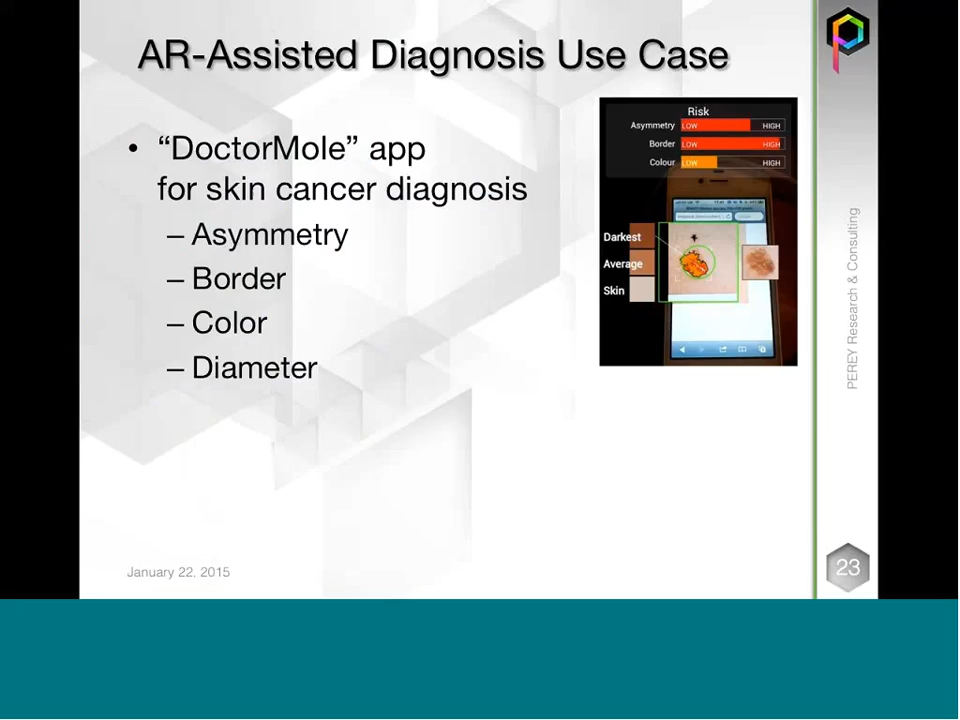 AR-Assisted Diagnosis Use Case
• “DoctorMole” app
for skin cancer diagnosis
– Asymmetry
– Border
– Color
– Diameter
Risk
Asymmetry LOW HIGH
Border LOW HIGH
Colour LOW HIGH
Darkest
Average
Skin
PEREY Research & Consulting
January 22, 2015
23